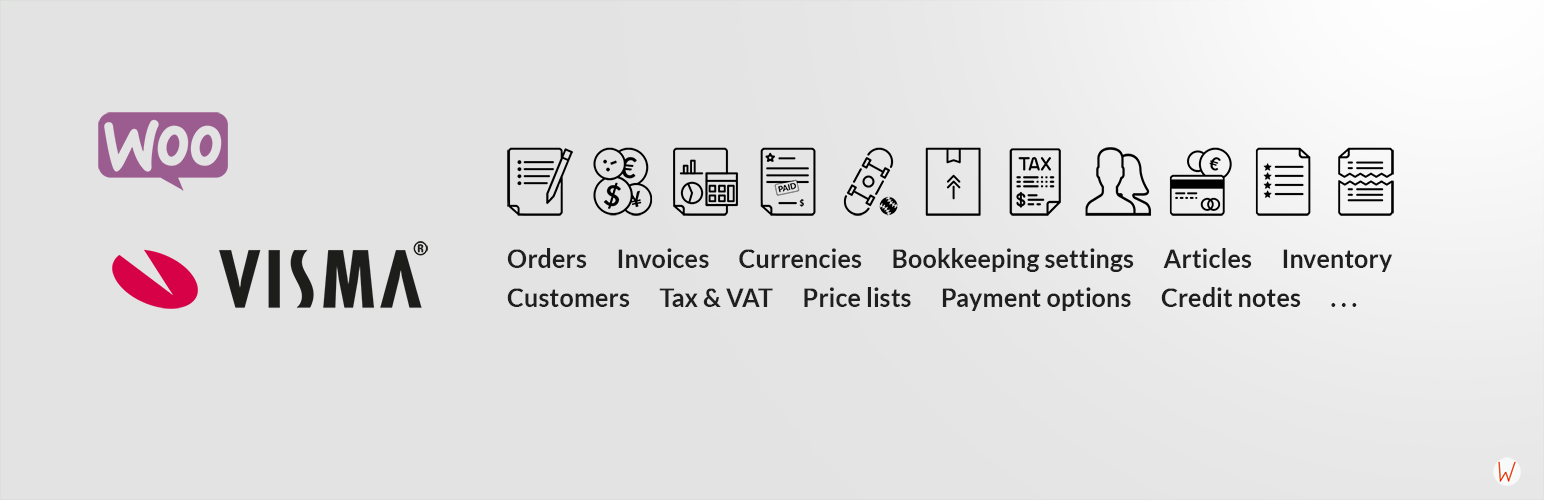 Woo
VISMA®
TAX
PAID
Orders Invoices Currencies Bookkeeping settings Articles Inventory
Customers Tax & VAT Price lists Payment options Credit notes ...
W